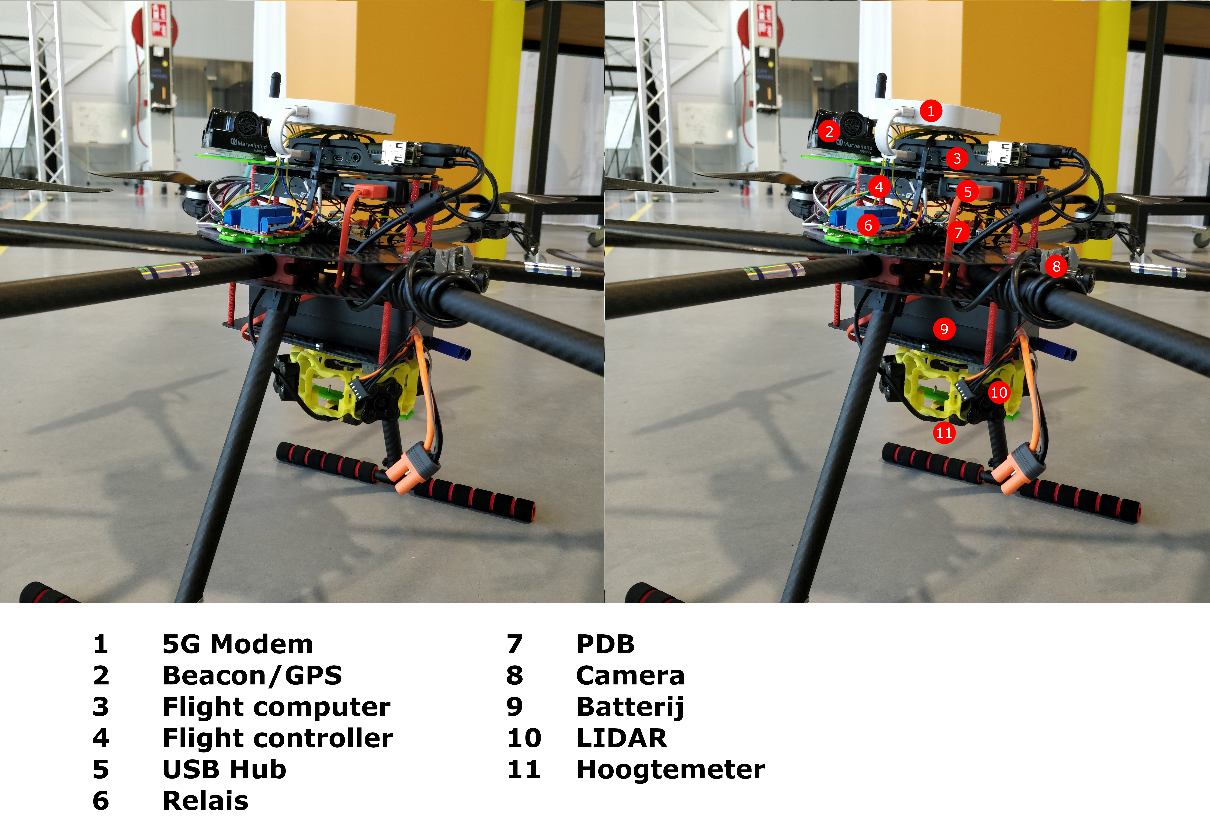 1
2
3
4
5
6
7
8
9
10
11
1 5G Modem
2 Beacon/GPS
3 Flight computer
4 Flight controller
5 USB Hub
6 Relais
7 PDB
8 Camera
9 Batterij
10 LIDAR
11 Hoogtemeter